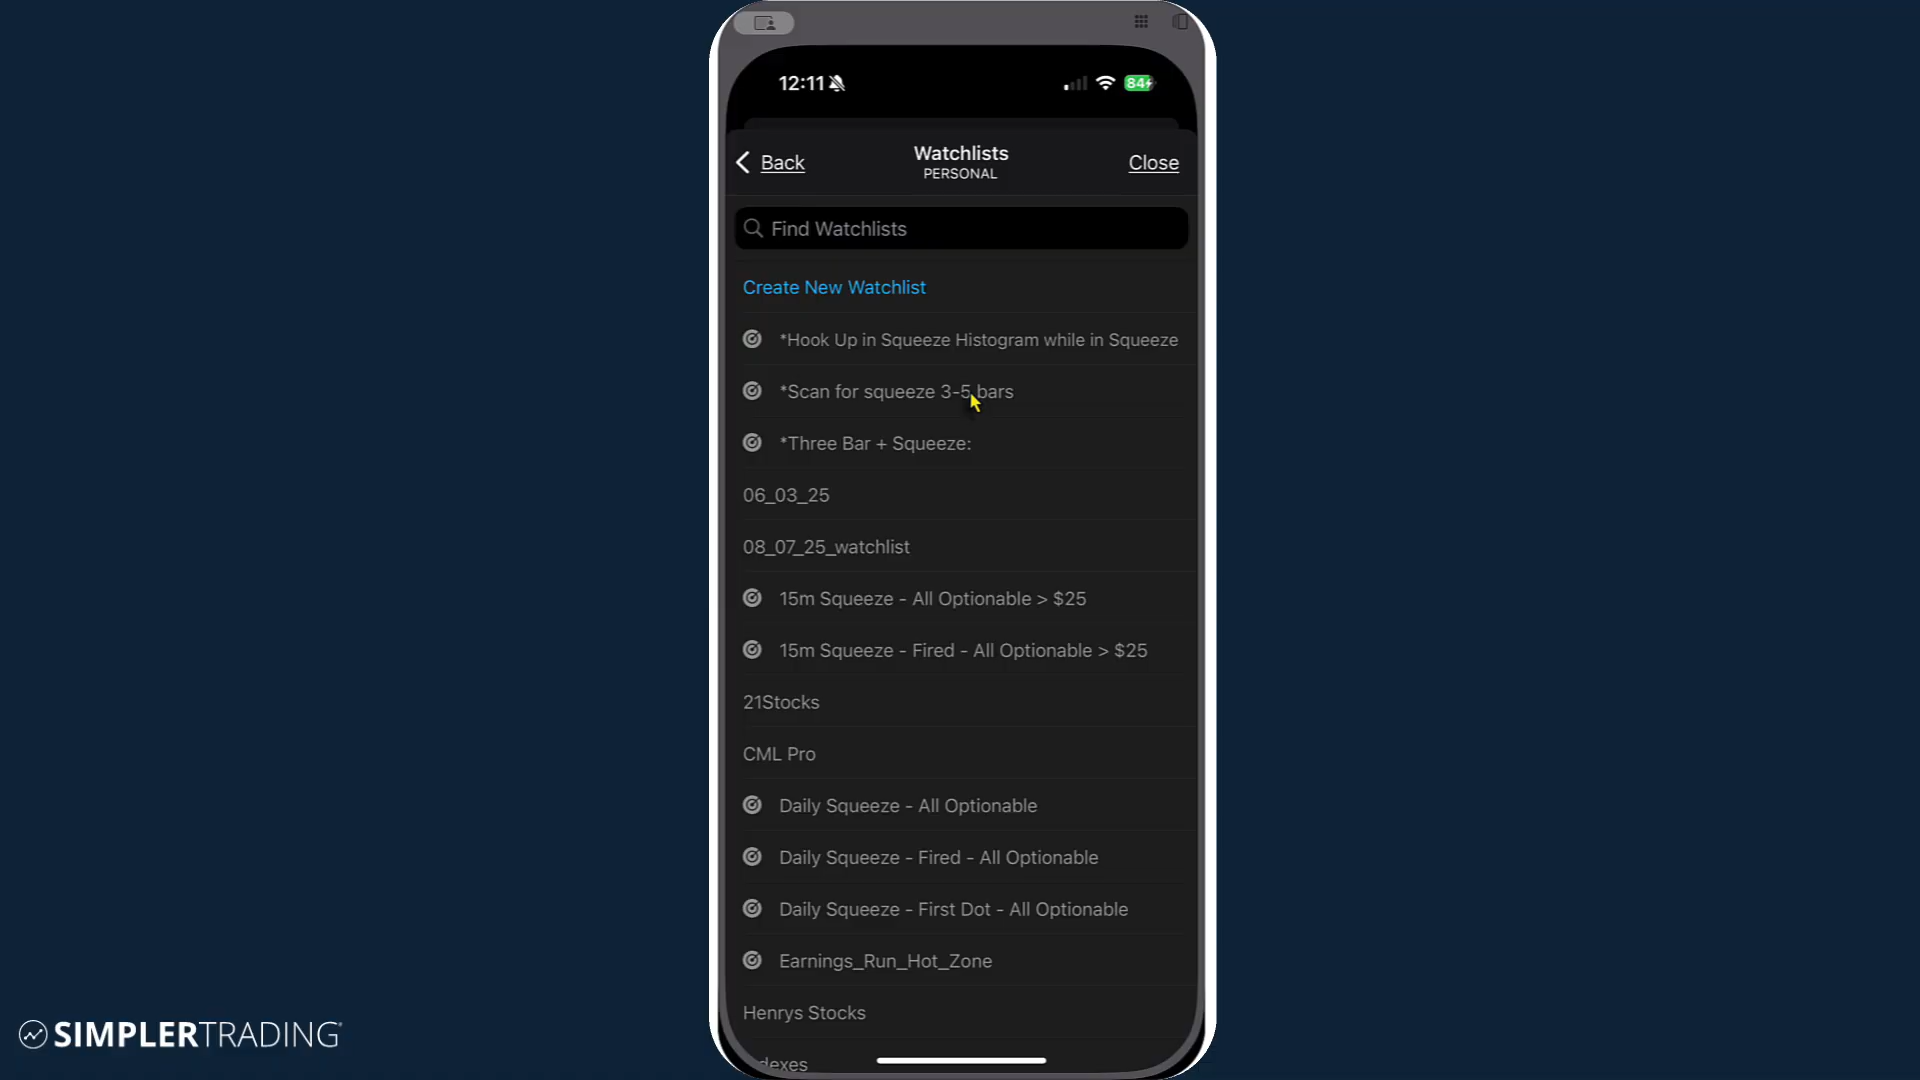 12:11
84
Back
Watchlists
PERSONAL
Close
Find Watchlists
Create New Watchlist
*Hook Up in Squeeze Histogram while in Squeeze
*Scan for squeeze 3-5 bars
*Three Bar + Squeeze:
06_03_25
08_07_25_watchlist
15m Squeeze - All Optionable > $25
15m Squeeze - Fired - All Optionable > $25
21Stocks
CML Pro
Daily Squeeze - All Optionable
Daily Squeeze - Fired - All Optionable
Daily Squeeze - First Dot - All Optionable
Earnings_Run_Hot_Zone
Henrys Stocks
SIMPLERTRADING